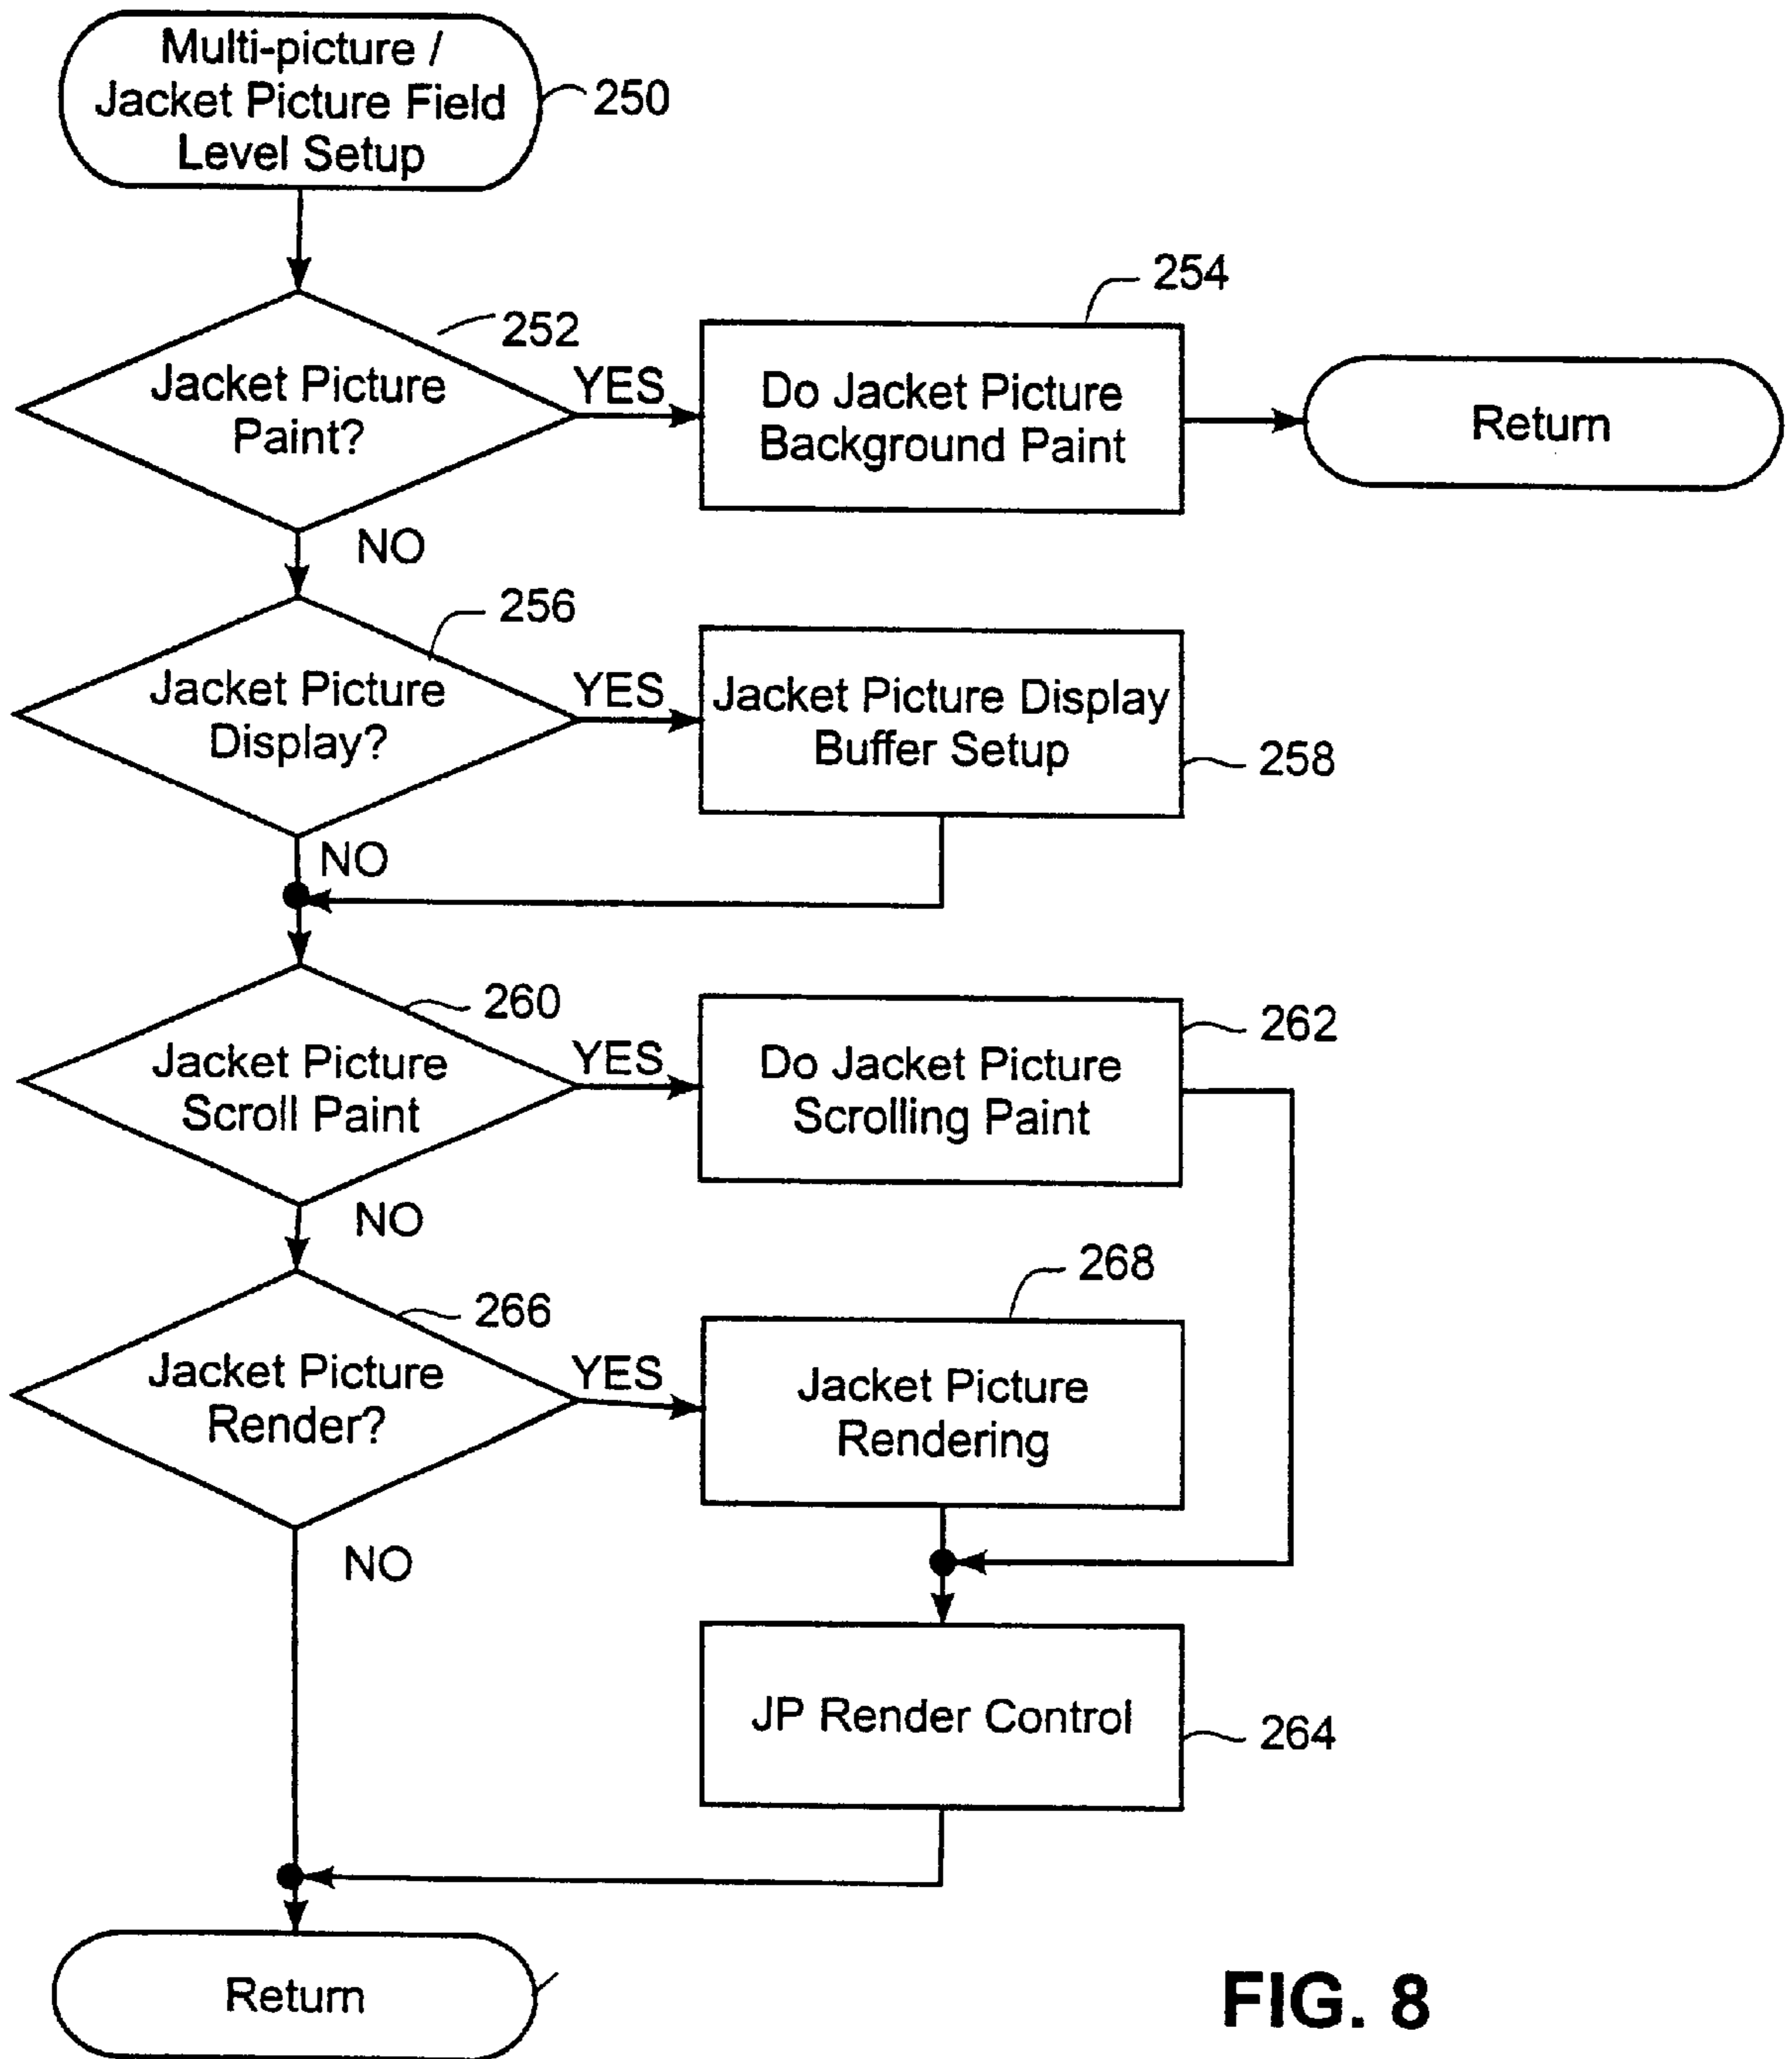 Multi-picture /
Jacket Picture Field
Level Setup
250
252
Jacket Picture
Paint?
YES
254
Do Jacket Picture
Background Paint
Return
NO
256
Jacket Picture
Display?
YES
Jacket Picture Display
Buffer Setup
258
NO
260
Jacket Picture
Scroll Paint
YES
Do Jacket Picture
Scrolling Paint
262
NO
266
Jacket Picture
Render?
YES
268
Jacket Picture
Rendering
NO
JP Render Control
264
Return
FIG. 8